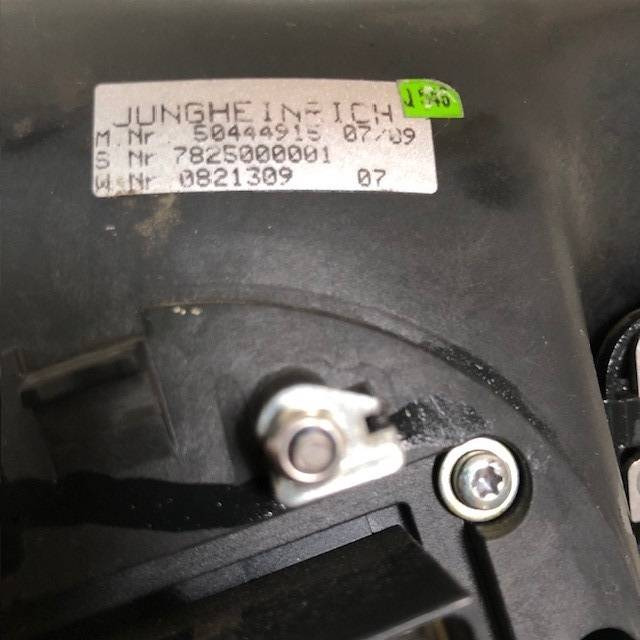 JUNGHEINRICH
M Nr 50444915 07/09
S Nr 7825000001
W Nr 0821309 07